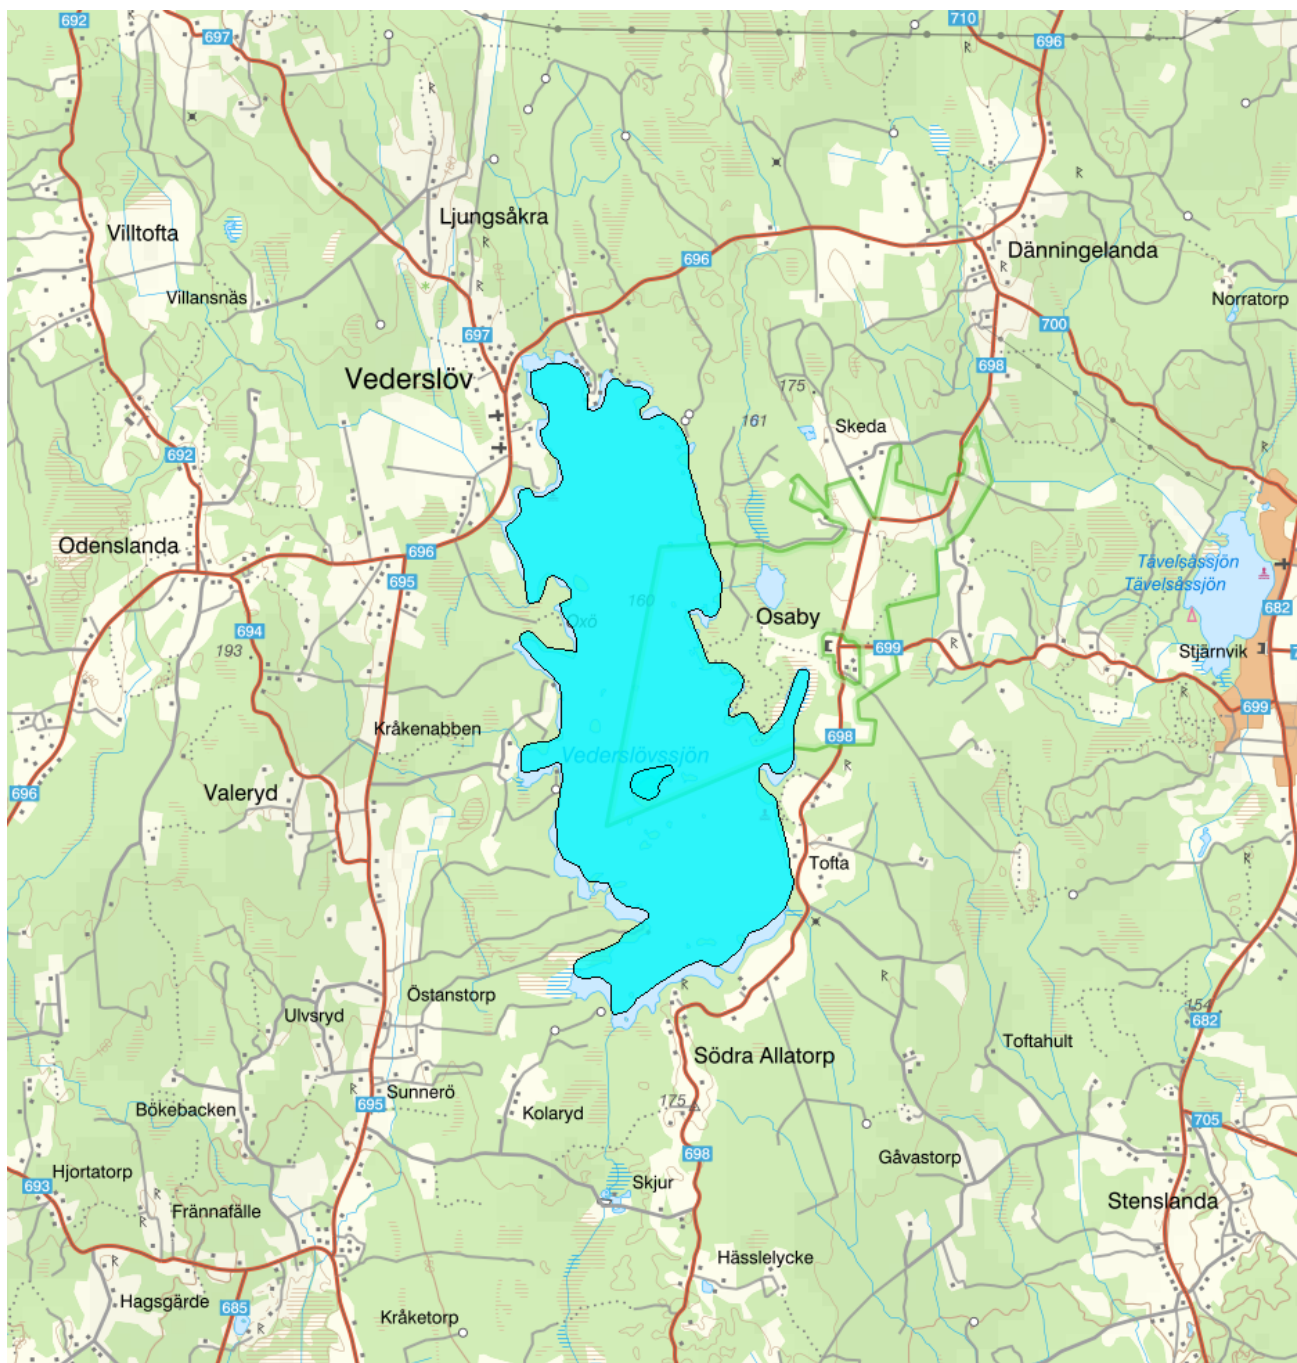 692
697
710
696
Ljungsåkra
Villtofta
Dänningelanda
696
Villansnäs
Norratorp
697
700
698
Vederslöv
175
161
Skeda
692
Odenslanda
696
695
Tävelsåssjön
Tävelsåssjön
160
682
Osaby
Oxö
694
193
699
Stjärnvik
7
Kråkenabben
699
698
Vederslövssjön
Valeryd
696
Tofta
Östanstorp
Ulvsryd
154
682
Toftahult
Södra Allatorp
Sunnerö
175
695
Bökebacken
Kolaryd
705
698
Gåvastorp
Hjortatorp
693
Skjur
Stenslanda
Frännafälle
Hässlelycke
Hagsgärde
685
Kråketorp